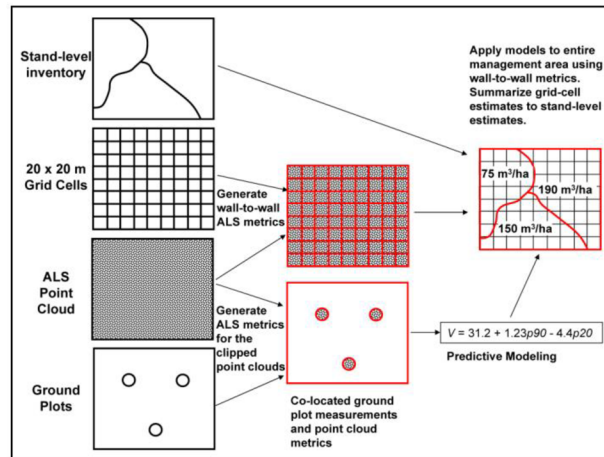 Stand-level
inventory
20 x 20 m
Grid Cells
ALS
Point
Cloud
Ground
Plots
Generate
wall-to-wall
ALS metrics
Generate
ALS metrics
for the
clipped
point clouds
Co-located ground
plot measurements
and point cloud
metrics
Apply models to entire
management area using
wall-to-wall metrics.
Summarize grid-cell
estimates to stand-level
estimates.
75 m³/ha
190 m³/ha
150 m³/ha
V = 31.2 + 1.23p90 - 4.4p20
Predictive Modeling